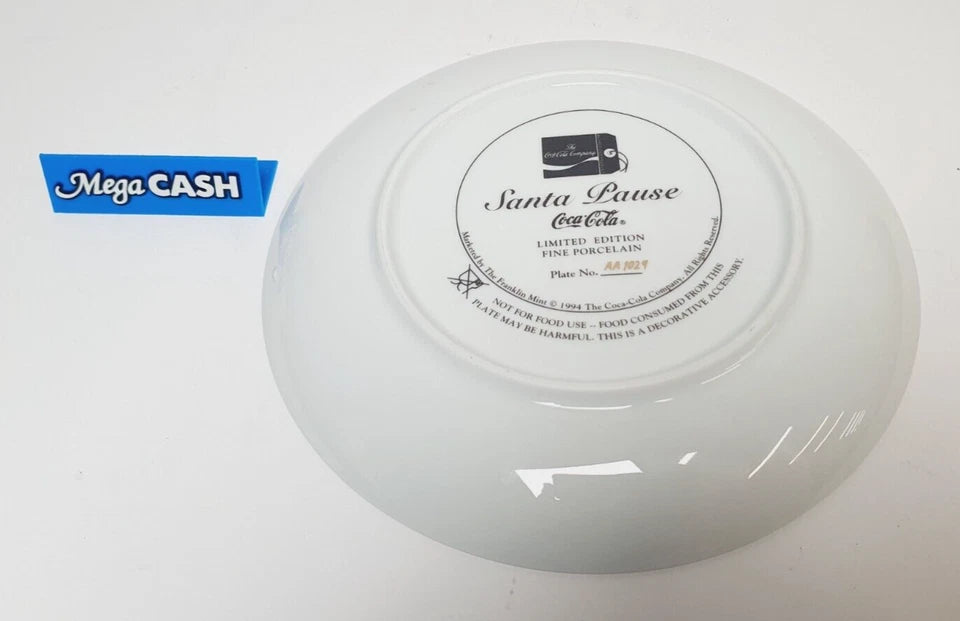 Mega CASH
The
Coca-Cola Company
Santa Pause
Coca-Cola®
LIMITED EDITION
FINE PORCELAIN
Plate No. AA1029
Marketed by The Franklin Mint © 1994 The Coca-Cola Company, All Rights Reserved.
NOT FOR FOOD USE -- FOOD CONSUMED FROM THIS
PLATE MAY BE HARMFUL. THIS IS A DECORATIVE ACCESSORY.